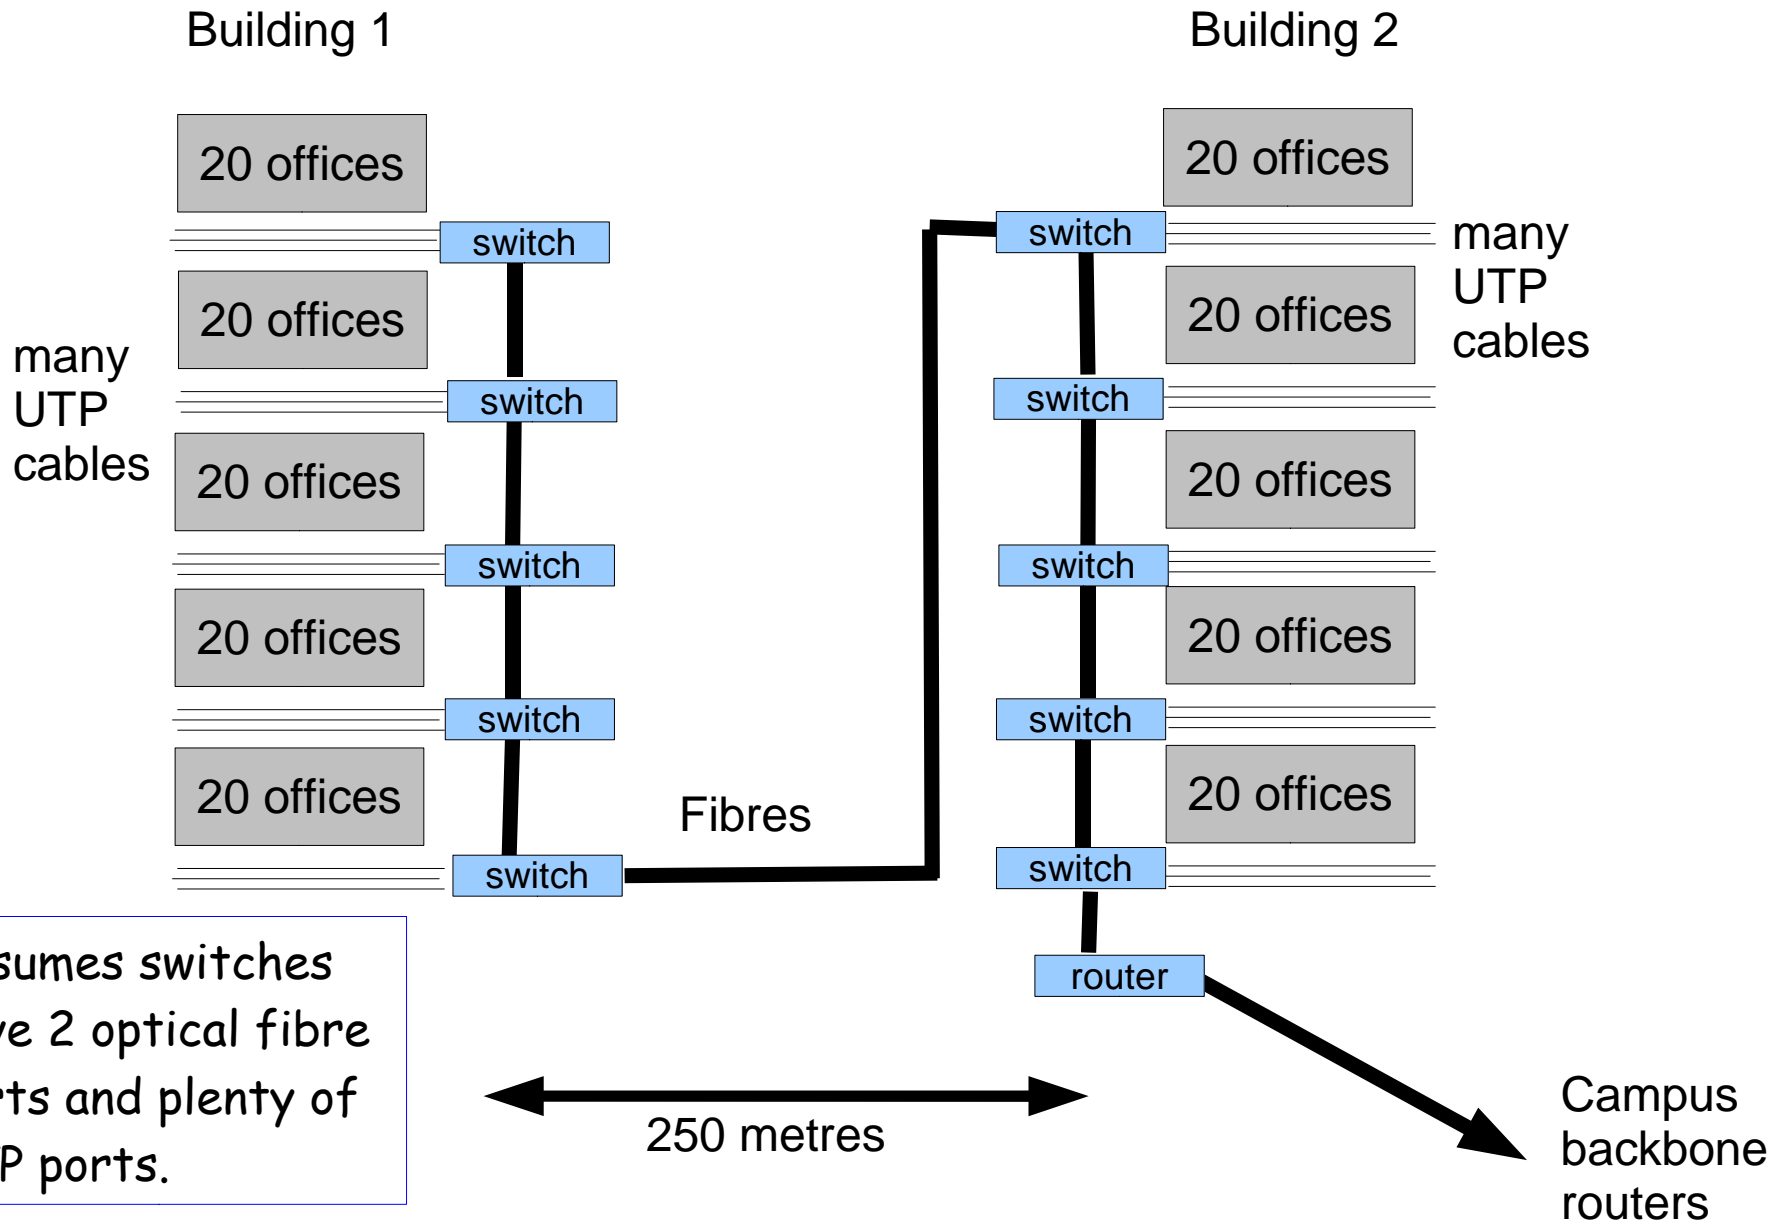 Building 1
Building 2
20 offices
switch
20 offices
switch
20 offices
switch
20 offices
switch
20 offices
switch
many
UTP
cables
Fibres
20 offices
switch
20 offices
switch
20 offices
switch
20 offices
switch
20 offices
switch
router
many
UTP
cables
sumes switches
ve 2 optical fibre
rts and plenty of
P ports.
250 metres
Campus
backbone
routers